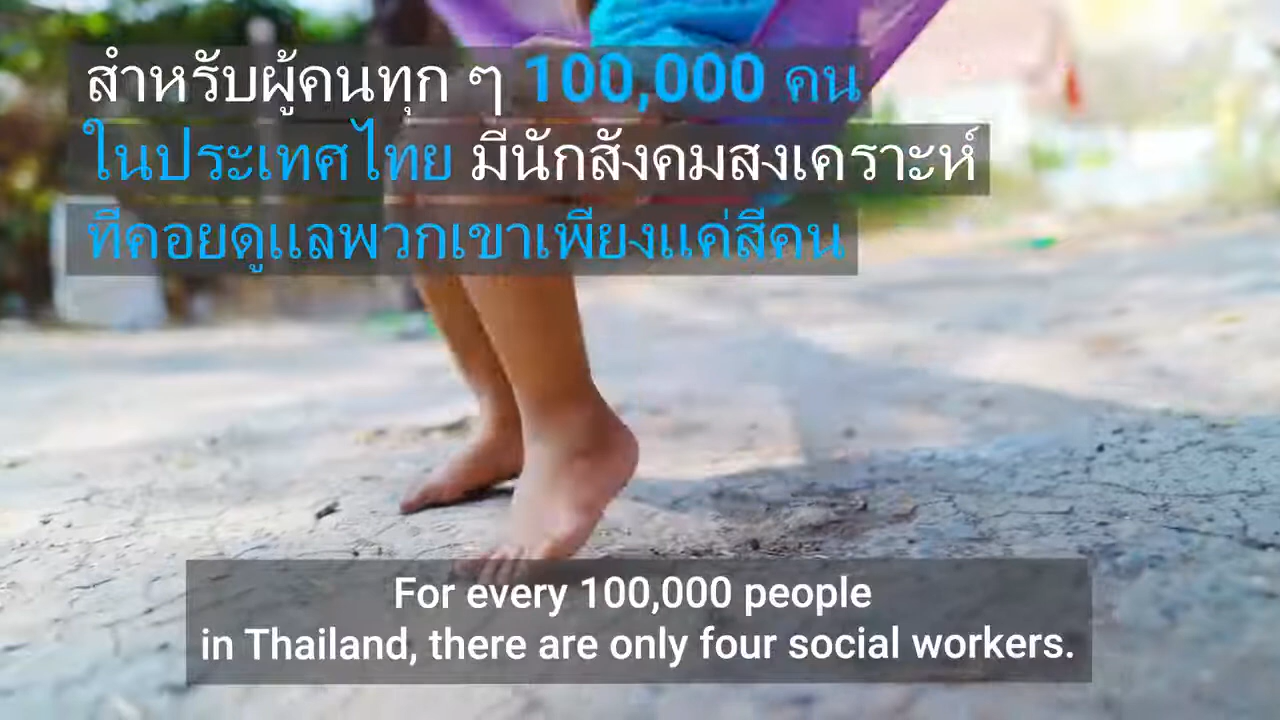 สำหรับผู้คนทุก ๆ 100,000 คน
ในประเทศไทย มีนักสังคมสงเคราะห์
ที่คอยดูแลพวกเขาเพียงแค่สี่คน
For every 100,000 people
in Thailand, there are only four social workers.